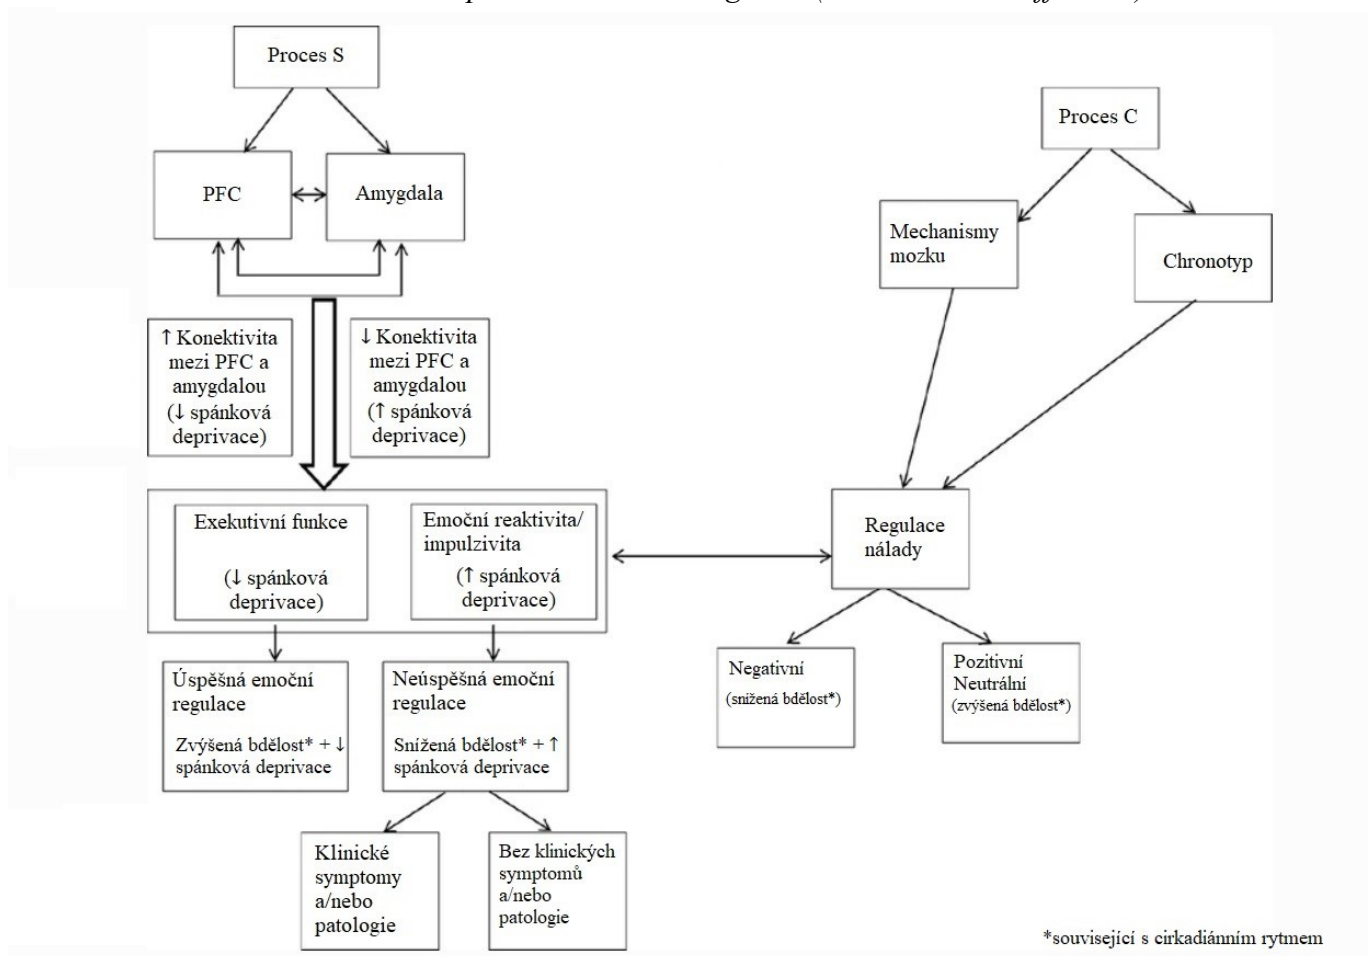 Proces S
Proces C
PFC
Amygdala
Mechanismy
mozku
Chronotyp
↑ Konektivita
mezi PFC a
amygdalou
(↓ spánková
deprivace)
↓ Konektivita
mezi PFC a
amygdalou
(↑ spánková
deprivace)
Exekutivní funkce
(↓ spánková
deprivace)
Emoční reaktivita/
impulzivita
(↑ spánková
deprivace)
Regulace
nálady
Úspěšná emoční
regulace
Zvýšená bdělost* + ↓
spánková deprivace
Neúspěšná emoční
regulace
Snížená bdělost* + ↑
spánková deprivace
Negativní
(snížená bdělost*)
Pozitivní
Neutrální
(zvýšená bdělost*)
Klinické
symptomy
a/nebo
patologie
Bez klinických
symptomů
a/nebo
patologie
*související s cirkadiánním rytmem